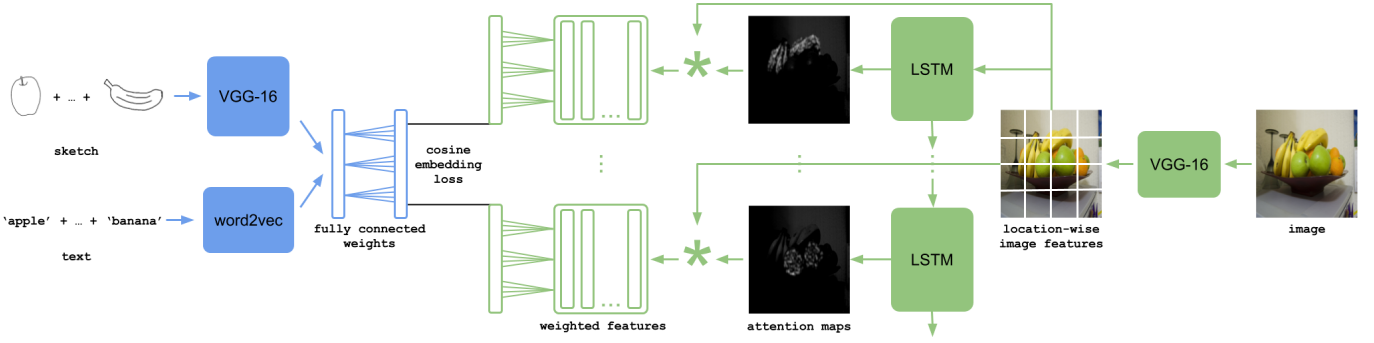 LSTM
VGG-16
+ … +
sketch
cosine
embedding
loss
VGG-16
'apple' + … + 'banana'
word2vec
text
fully connected
weights
LSTM
location-wise
image features
image
weighted features
attention maps